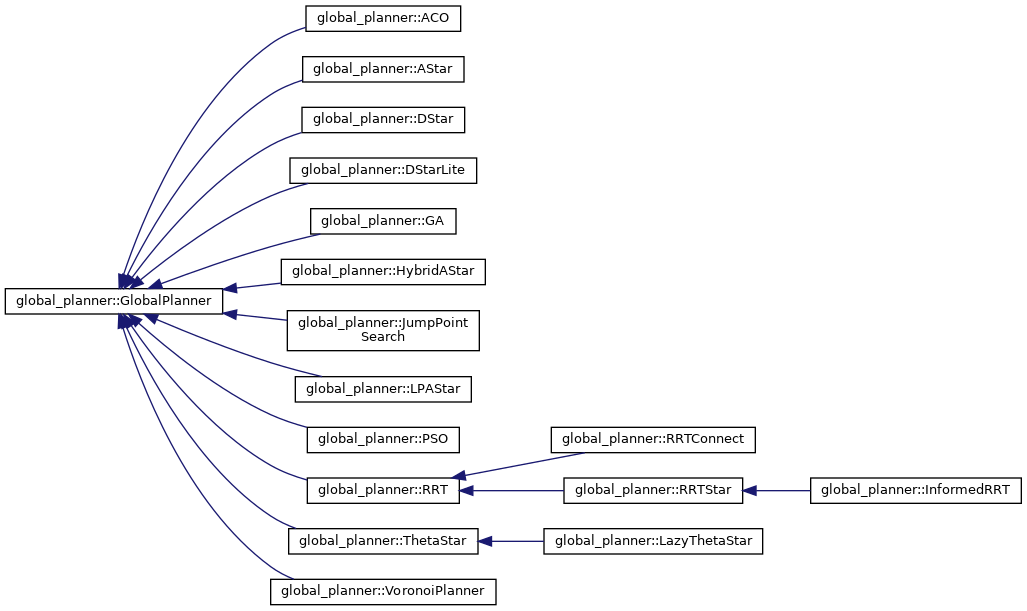 global_planner::ACO
global_planner::AStar
global_planner::DStar
global_planner::DStarLite
global_planner::GA
global_planner::HybridAStar
global_planner::GlobalPlanner
global_planner::JumpPoint
Search
global_planner::LPAStar
global_planner::PSO
global_planner::RRTConnect
global_planner::RRT
global_planner::RRTStar
global_planner::InformedRRT
global_planner::ThetaStar
global_planner::LazyThetaStar
global_planner::VoronoiPlanner